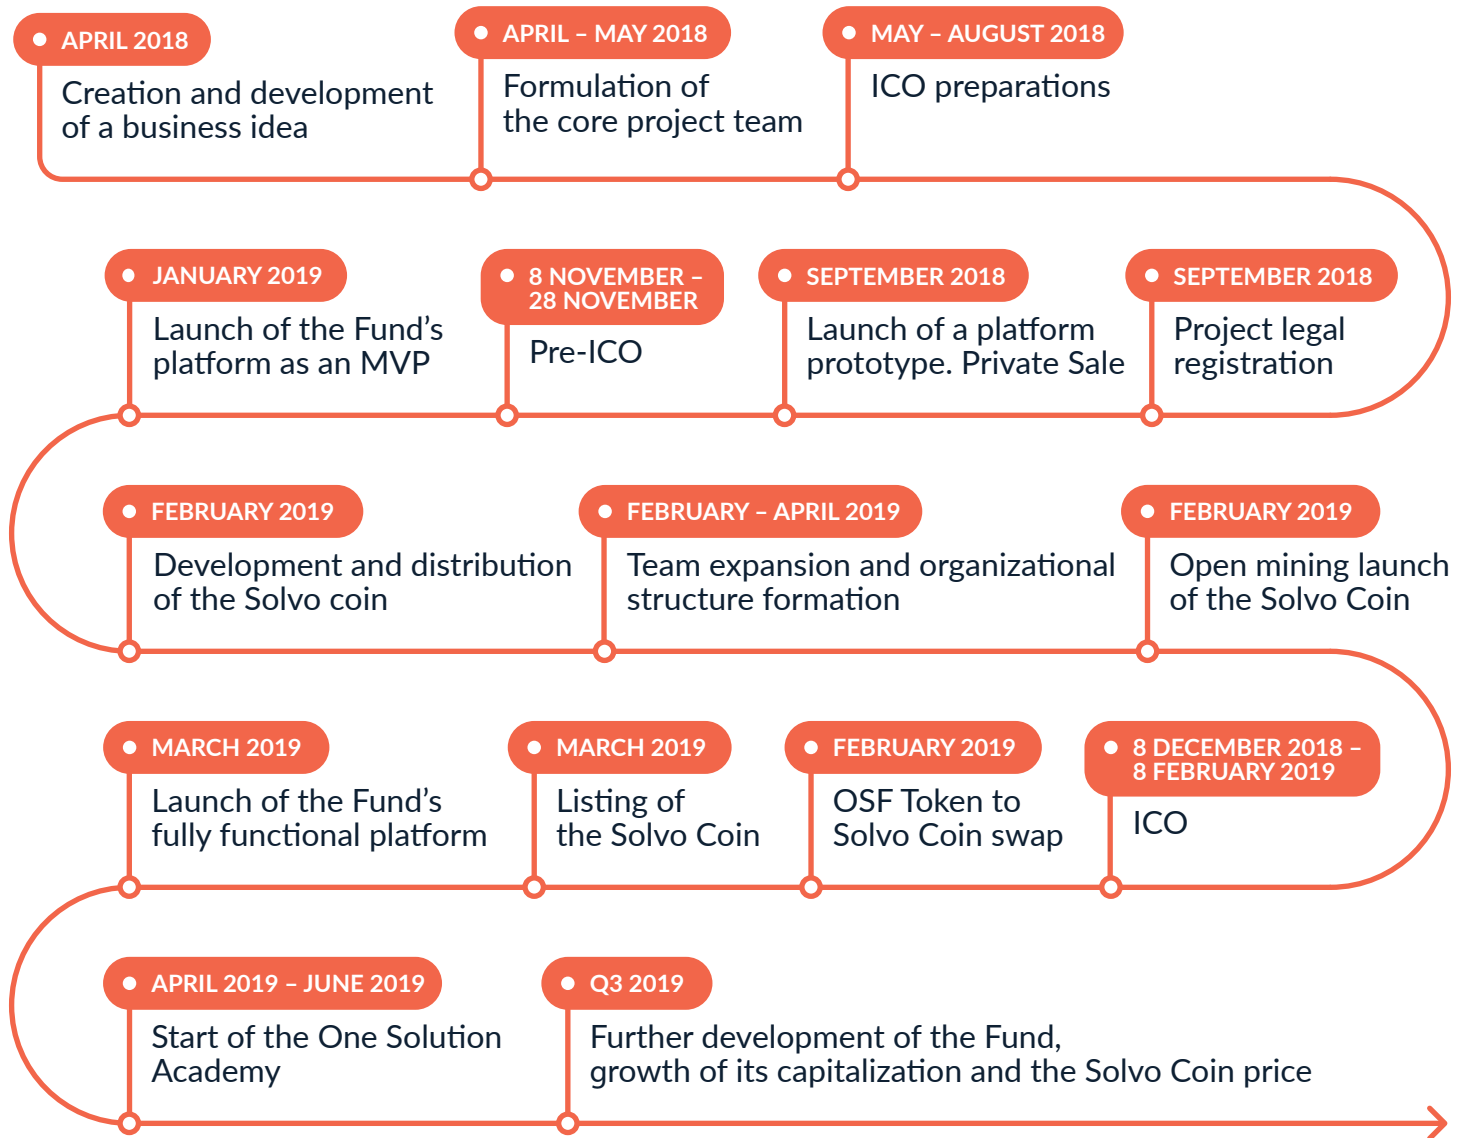 APRIL 2018
Creation and development
of a business idea
APRIL – MAY 2018
Formulation of
the core project team
MAY – AUGUST 2018
ICO preparations
SEPTEMBER 2018
Project legal
registration
SEPTEMBER 2018
Launch of a platform
prototype. Private Sale
8 NOVEMBER –
28 NOVEMBER
Pre-ICO
JANUARY 2019
Launch of the Fund’s
platform as an MVP
FEBRUARY 2019
Development and distribution
of the Solvo coin
FEBRUARY – APRIL 2019
Team expansion and organizational
structure formation
FEBRUARY 2019
Open mining launch
of the Solvo Coin
8 DECEMBER 2018 –
8 FEBRUARY 2019
ICO
FEBRUARY 2019
OSF Token to
Solvo Coin swap
MARCH 2019
Listing of
the Solvo Coin
MARCH 2019
Launch of the Fund’s
fully functional platform
APRIL 2019 – JUNE 2019
Start of the One Solution
Academy
Q3 2019
Further development of the Fund,
growth of its capitalization and the Solvo Coin price